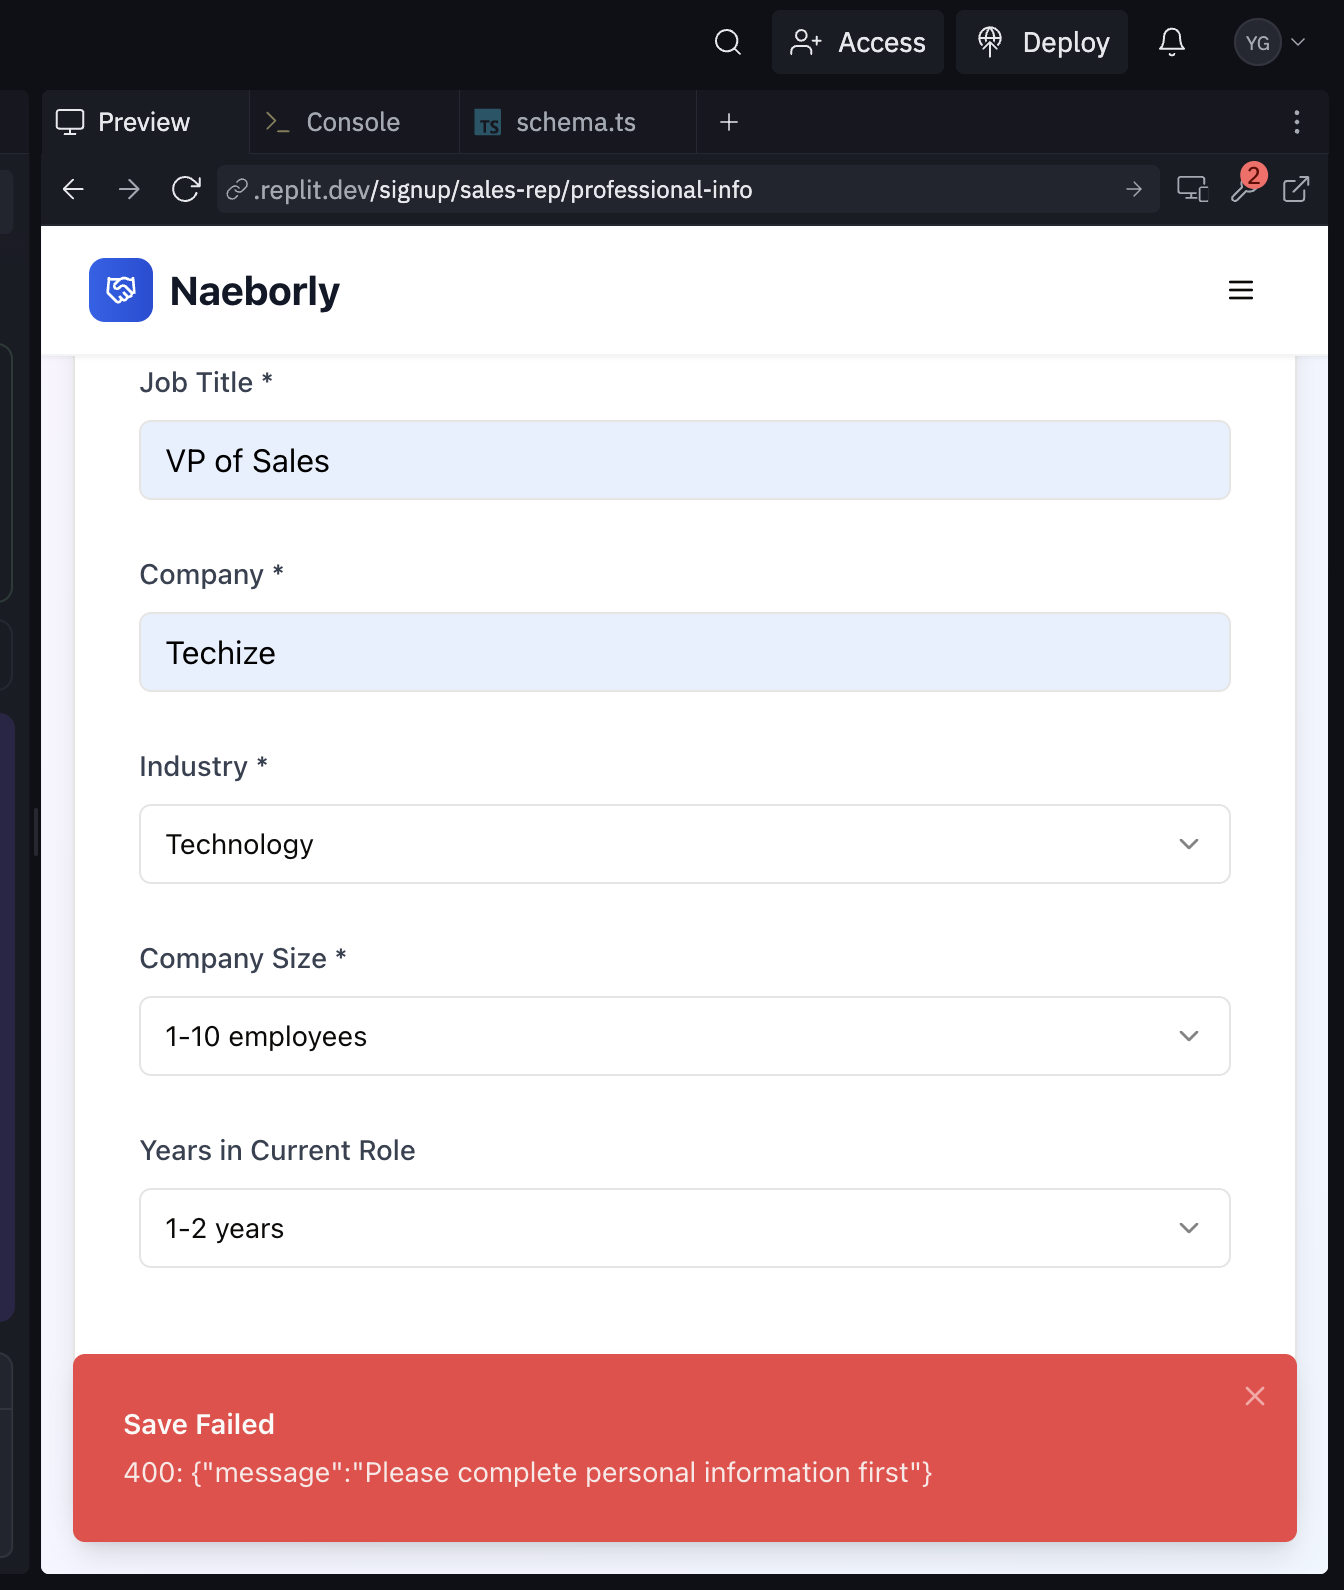 Access
Deploy
YG
Preview
Console
TS schema.ts
.replit.dev/signup/sales-rep/professional-info
2
Naeborly
Job Title *
VP of Sales
Company *
Techize
Industry *
Technology
Company Size *
1-10 employees
Years in Current Role
1-2 years
Save Failed
400: {"message":"Please complete personal information first"}